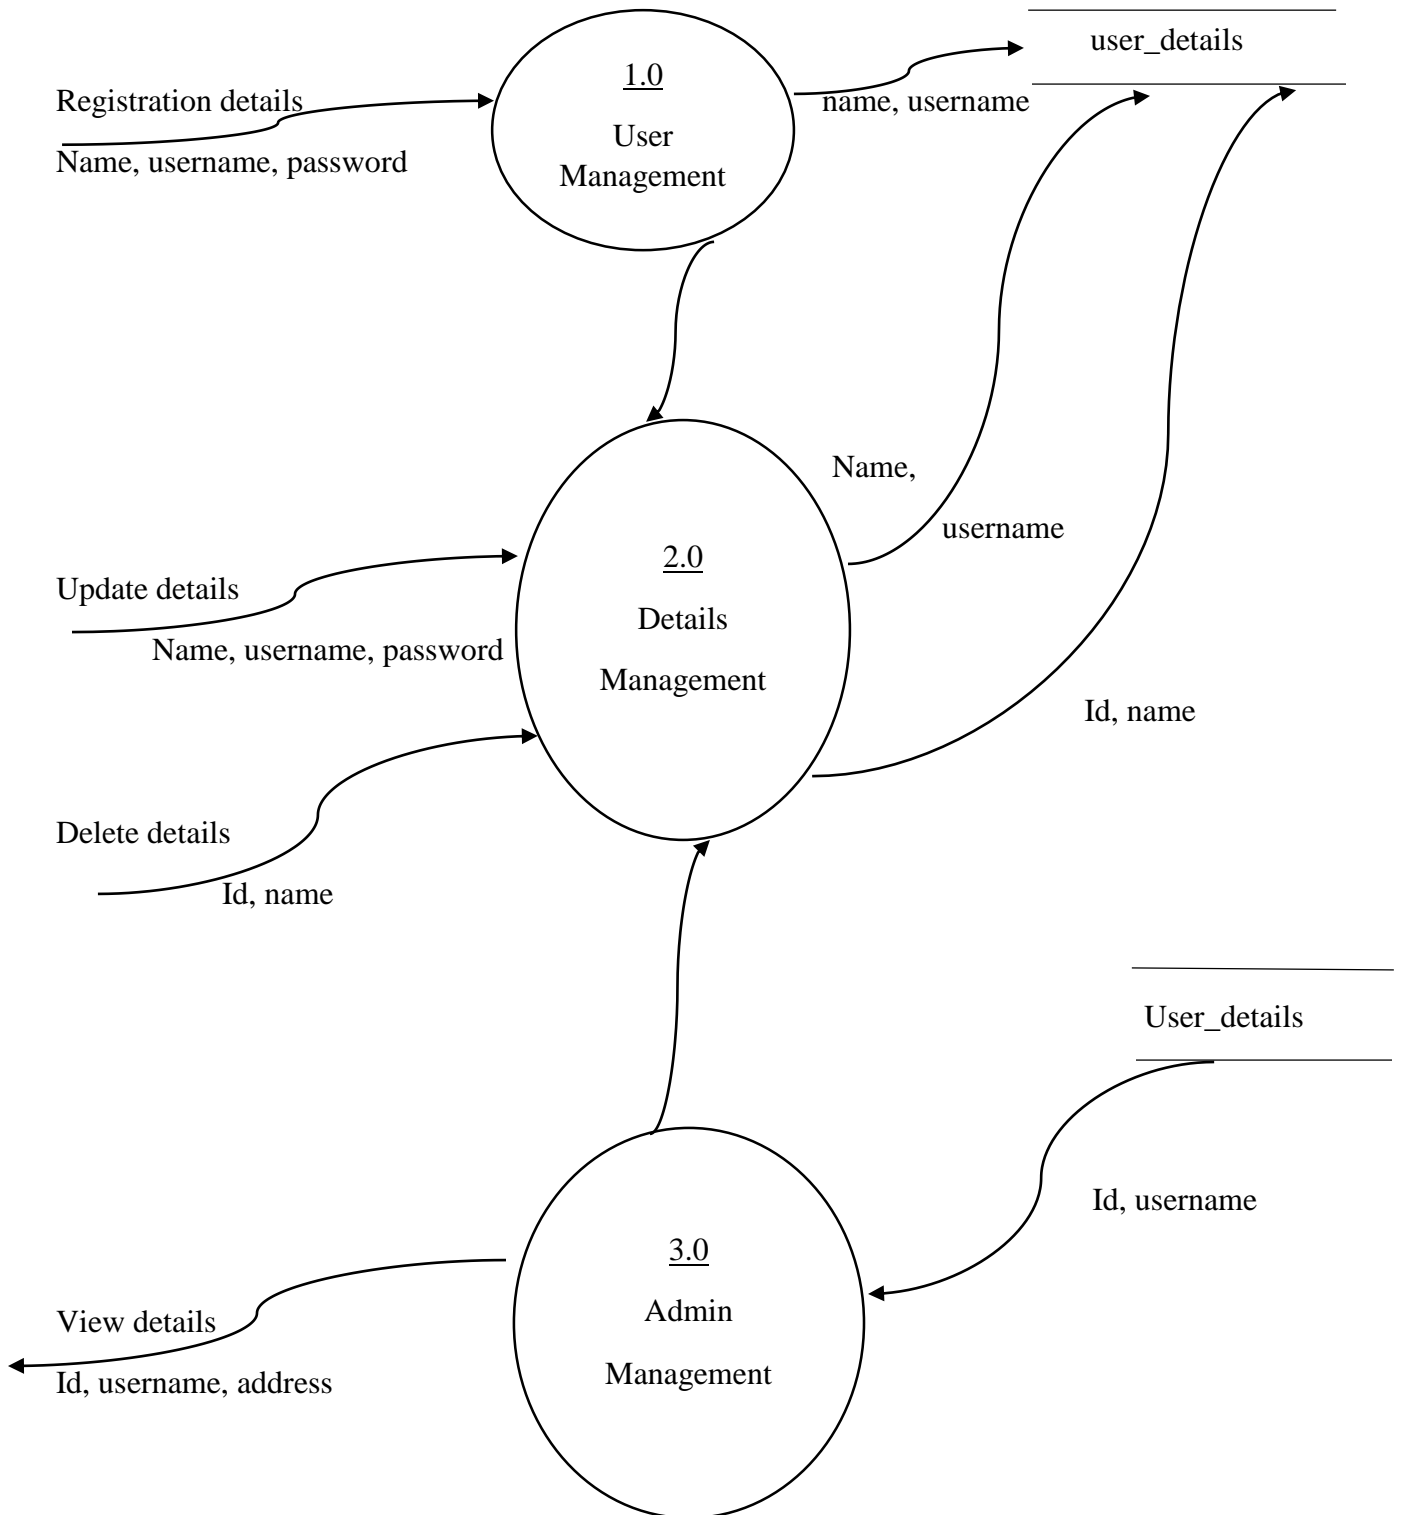 user_details
1.0
Registration details
name, username
User
Name, username, password
Management
Name,
username
2.0
Update details
Details
Name, username, password
Management
Id, name
Delete details
Id, name
User_details
Id, username
3.0
Admin
View details
Management
Id, username, address